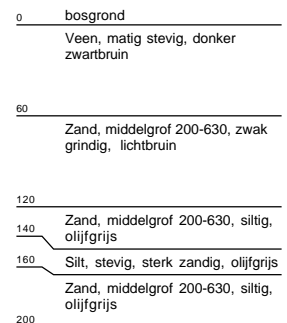 0 bosgrond
Veen, matig stevig, donker
zwartbruin
60
Zand, middelgrof 200-630, zwak
grindig, lichtbruin
120
Zand, middelgrof 200-630, siltig,
olijfgrijs
140
160 Silt, stevig, sterk zandig, olijfgrijs
Zand, middelgrof 200-630, siltig,
olijfgrijs
200